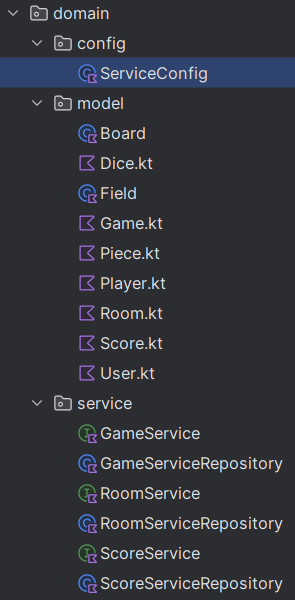 domain
config
ServiceConfig
model
Board
Dice.kt
Field
Game.kt
Piece.kt
Player.kt
Room.kt
Score.kt
User.kt
service
GameService
GameServiceRepository
RoomService
RoomServiceRepository
ScoreService
ScoreServiceRepository